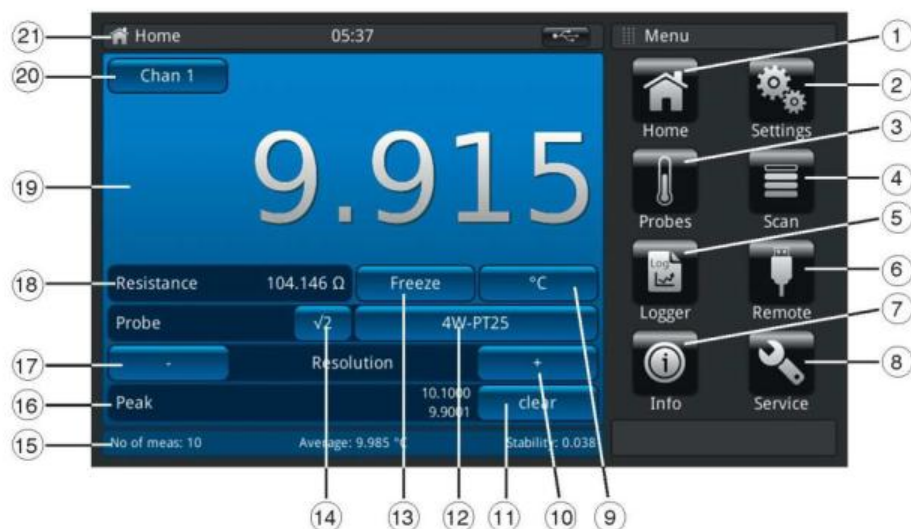 Home 05:37
Menu
Chan 1
9.915
Resistance 104.146 Ω Freeze °C
Probe √2 4W-PT25
- Resolution +
Peak 10.1000
9.9001 clear
No of meas: 10 Average: 9.985 °C Stability: 0.038
Home Settings
Probes Scan
Log
Logger Remote
Info Service
1
2
3
4
5
6
7
8
9
10
11
12
13
14
15
16
17
18
19
20
21